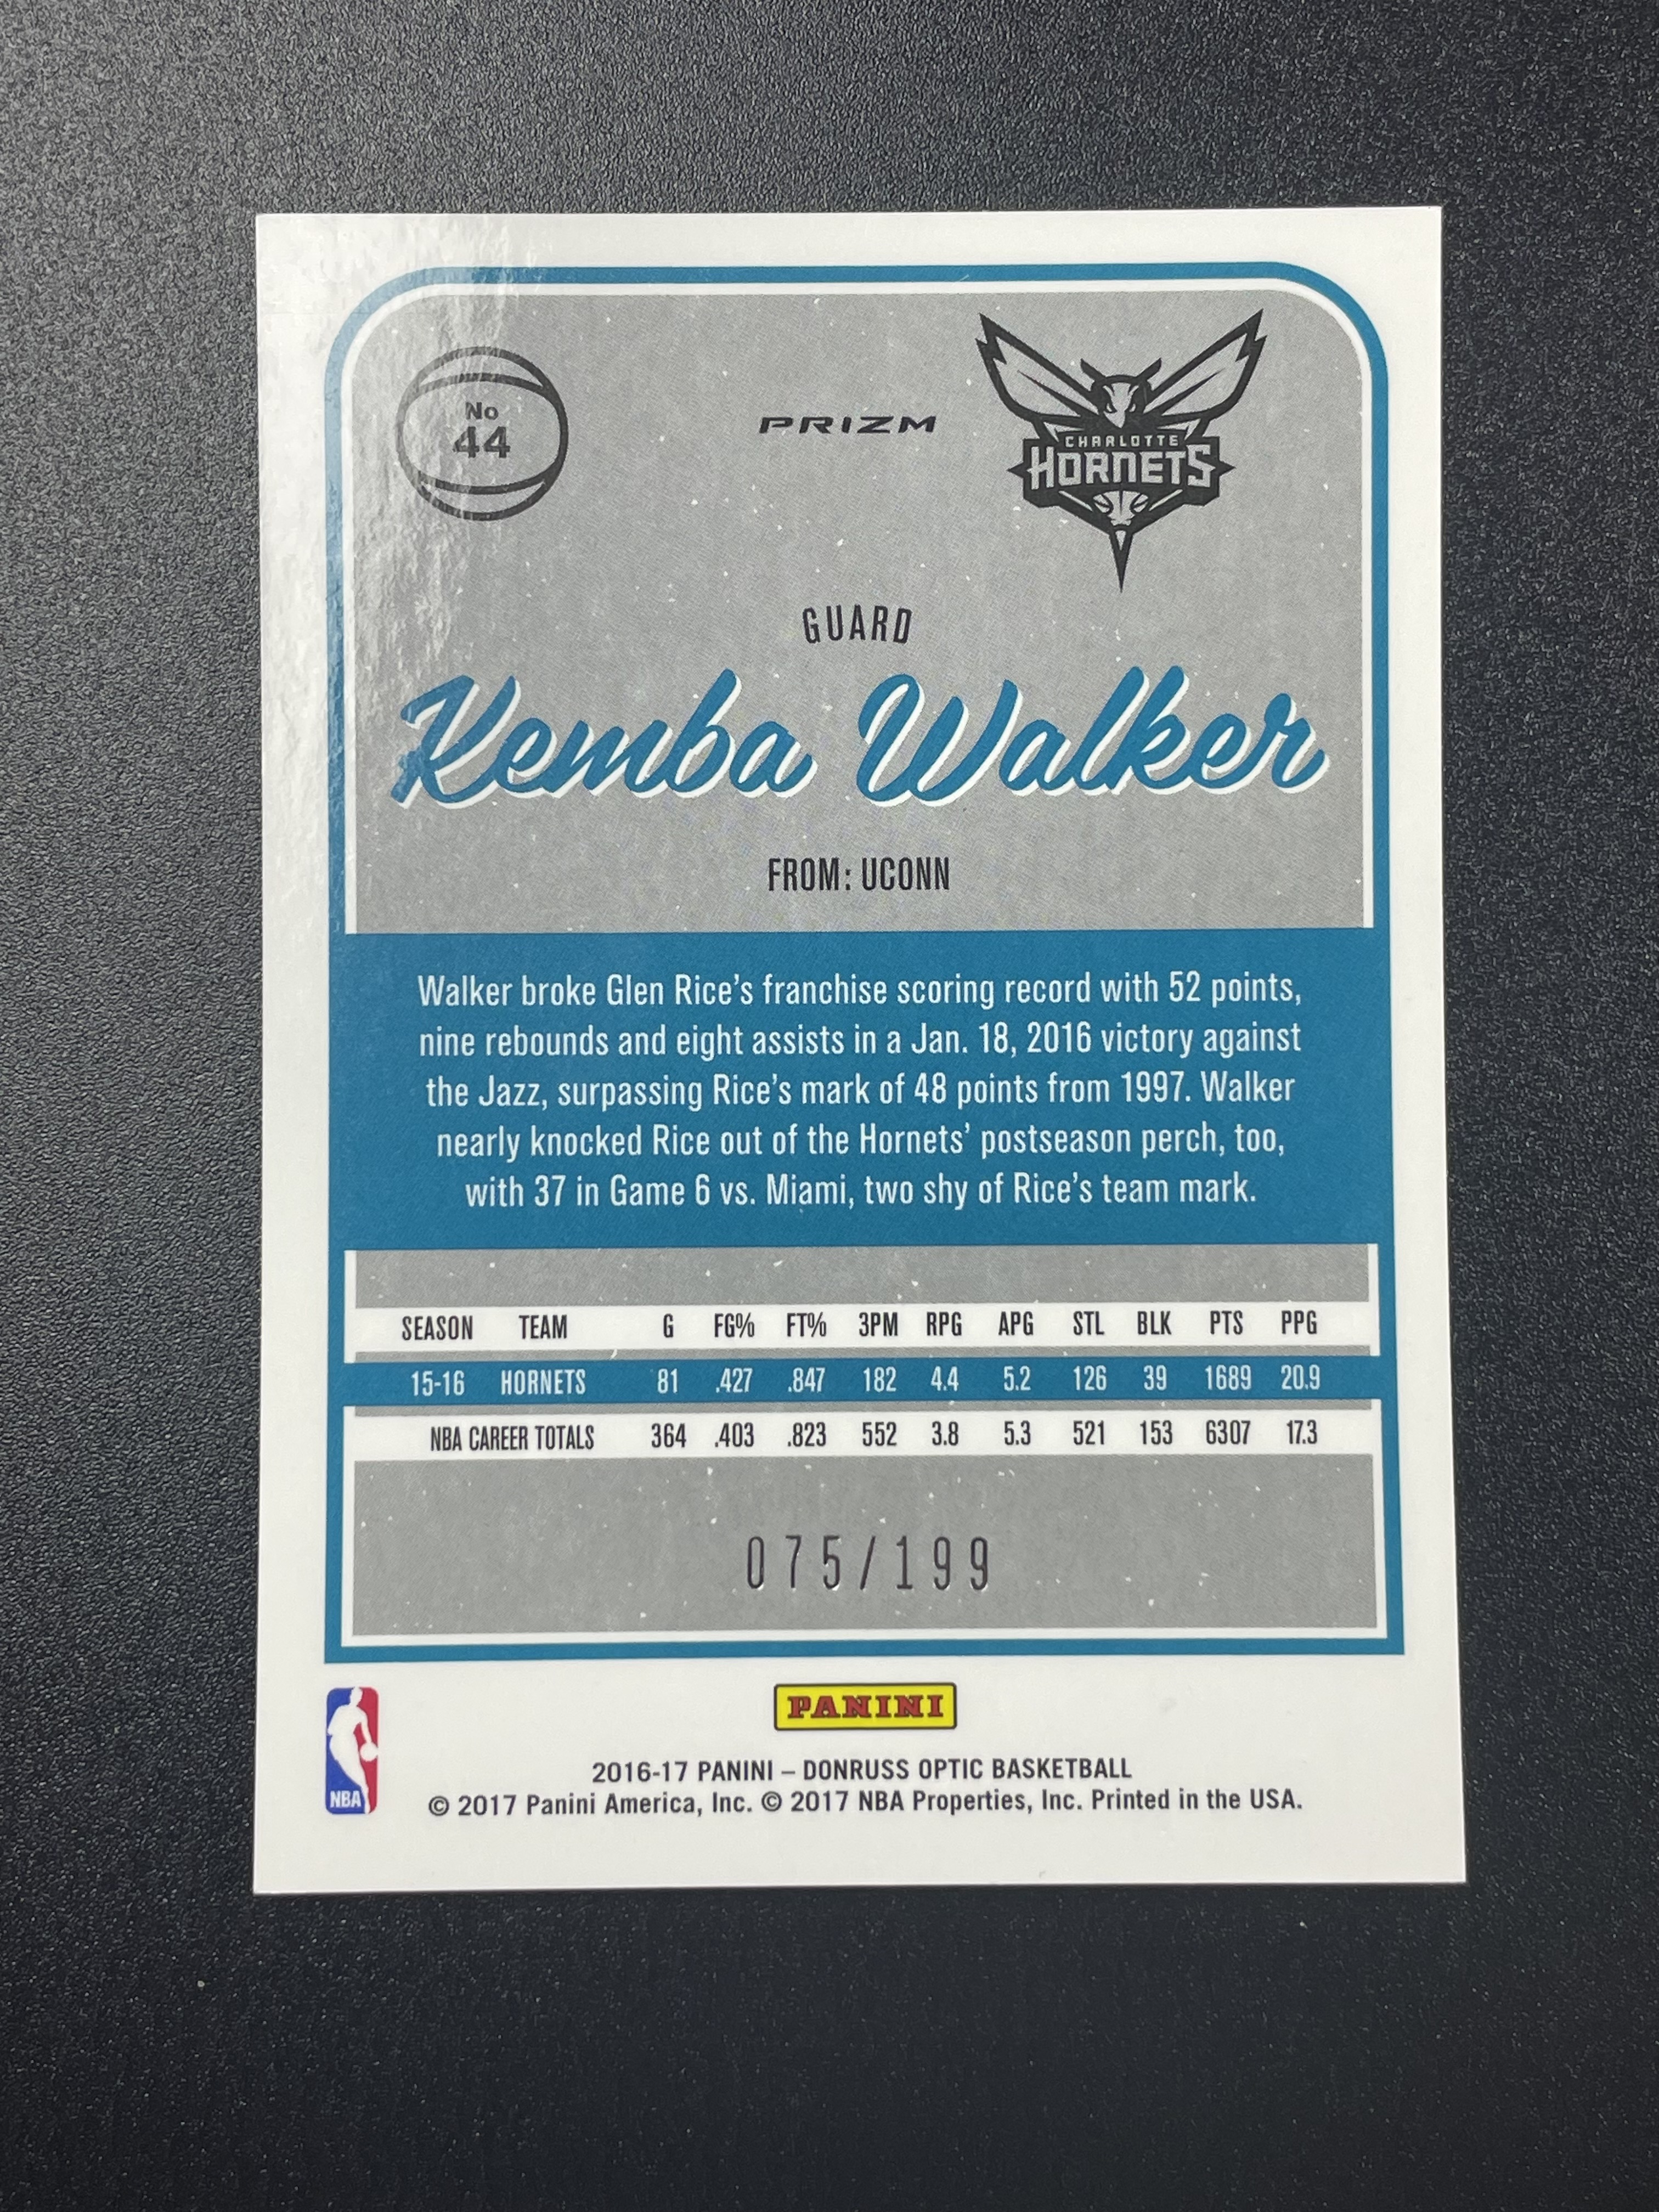 No
44
PRIZM
CHARLOTTE
HORNETS
GUARD
Kemba Walker
FROM: UCONN
Walker broke Glen Rice's franchise scoring record with 52 points,
nine rebounds and eight assists in a Jan. 18, 2016 victory against
the Jazz, surpassing Rice's mark of 48 points from 1997. Walker
nearly knocked Rice out of the Hornets' postseason perch, too,
with 37 in Game 6 vs. Miami, two shy of Rice's team mark.
SEASON TEAM G FG% FT% 3PM RPG APG STL BLK PTS PPG
15-16 HORNETS 81 .427 .847 182 4.4 5.2 126 39 1689 20.9
NBA CAREER TOTALS 364 .403 .823 552 3.8 5.3 521 153 6307 17.3
075/199
PANINI
NBA
2016-17 PANINI – DONRUSS OPTIC BASKETBALL
© 2017 Panini America, Inc. © 2017 NBA Properties, Inc. Printed in the USA.